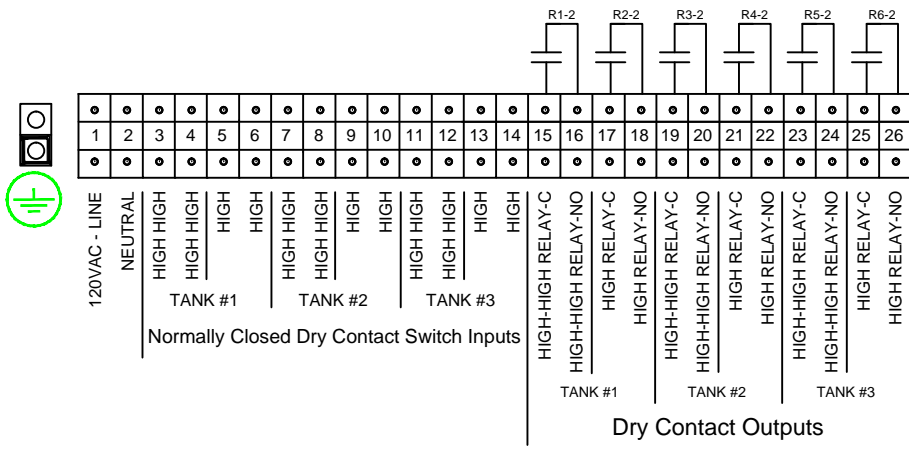 R1-2 R2-2 R3-2 R4-2 R5-2 R6-2
1 2 3 4 5 6 7 8 9 10 11 12 13 14 15 16 17 18 19 20 21 22 23 24 25 26
120VAC - LINE
NEUTRAL
HIGH HIGH
HIGH HIGH
HIGH
HIGH
HIGH HIGH
HIGH HIGH
HIGH
HIGH
HIGH HIGH
HIGH HIGH
HIGH
HIGH
HIGH-HIGH RELAY-C
HIGH-HIGH RELAY-NO
HIGH RELAY-C
HIGH RELAY-NO
HIGH-HIGH RELAY-C
HIGH-HIGH RELAY-NO
HIGH RELAY-C
HIGH RELAY-NO
HIGH-HIGH RELAY-C
HIGH-HIGH RELAY-NO
HIGH RELAY-C
HIGH RELAY-NO
TANK #1 TANK #2 TANK #3
Normally Closed Dry Contact Switch Inputs
TANK #1 TANK #2 TANK #3
Dry Contact Outputs